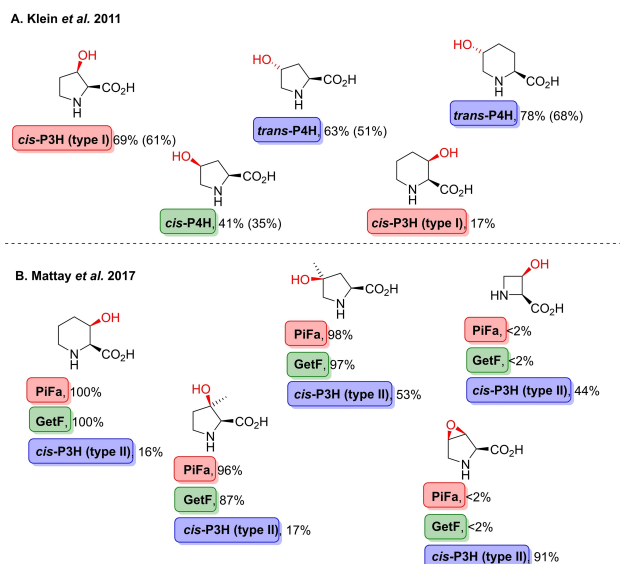 A. Klein et al. 2011
OH
CO2H
N
H
cis-P3H (type I) 69% (61%)
HO
CO2H
N
H
trans-P4H, 63% (51%)
HO
N
H
CO2H
trans-P4H, 78% (68%)
HO
CO2H
N
H
cis-P4H, 41% (35%)
OH
N
H
CO2H
cis-P3H (type I), 17%
B. Mattay et al. 2017
OH
N
H
CO2H
PiFa, 100%
GetF, 100%
cis-P3H (type II), 16%
HO
CO2H
N
H
PiFa, 96%
GetF, 87%
cis-P3H (type II), 17%
HO
CO2H
N
H
PiFa, 98%
GetF, 97%
cis-P3H (type II), 53%
OH
HN
CO2H
PiFa, <2%
GetF, <2%
cis-P3H (type II), 44%
O
CO2H
N
H
PiFa, <2%
GetF, <2%
cis-P3H (type II), 91%